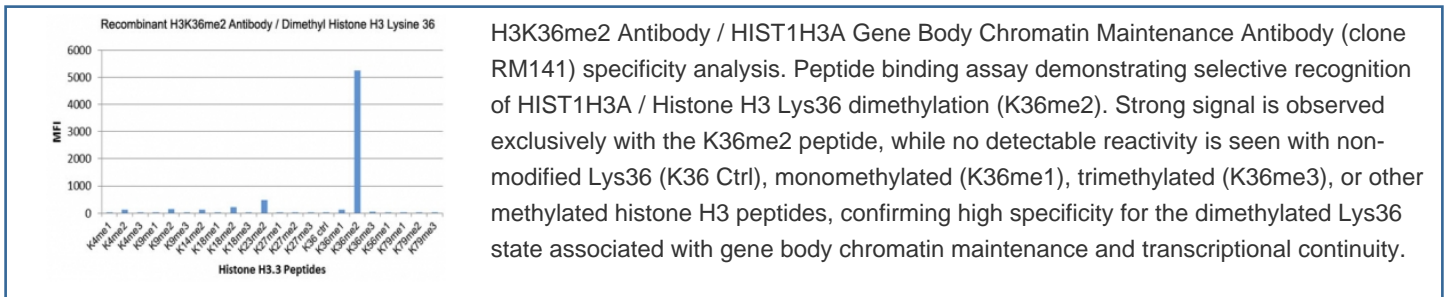 Recombinant H3K36me2 Antibody / Dimethyl Histone H3 Lysine 36
6000
5000
4000
3000
2000
1000
0
MFI
K4me1
K4me2
K4me3
K9me1
K9me2
K9me3
K14me2
K18me1
K18me2
K18me3
K23me2
K27me1
K27me2
K27me3
K36 ctrl
K36me1
K36me2
K36me3
K56me1
K79me1
K79me2
K79me3
Histone H3.3 Peptides
H3K36me2 Antibody / HIST1H3A Gene Body Chromatin Maintenance Antibody (clone
RM141) specificity analysis. Peptide binding assay demonstrating selective recognition
of HIST1H3A / Histone H3 Lys36 dimethylation (K36me2). Strong signal is observed
exclusively with the K36me2 peptide, while no detectable reactivity is seen with non-
modified Lys36 (K36 Ctrl), monomethylated (K36me1), trimethylated (K36me3), or other
methylated histone H3 peptides, confirming high specificity for the dimethylated Lys36
state associated with gene body chromatin maintenance and transcriptional continuity.